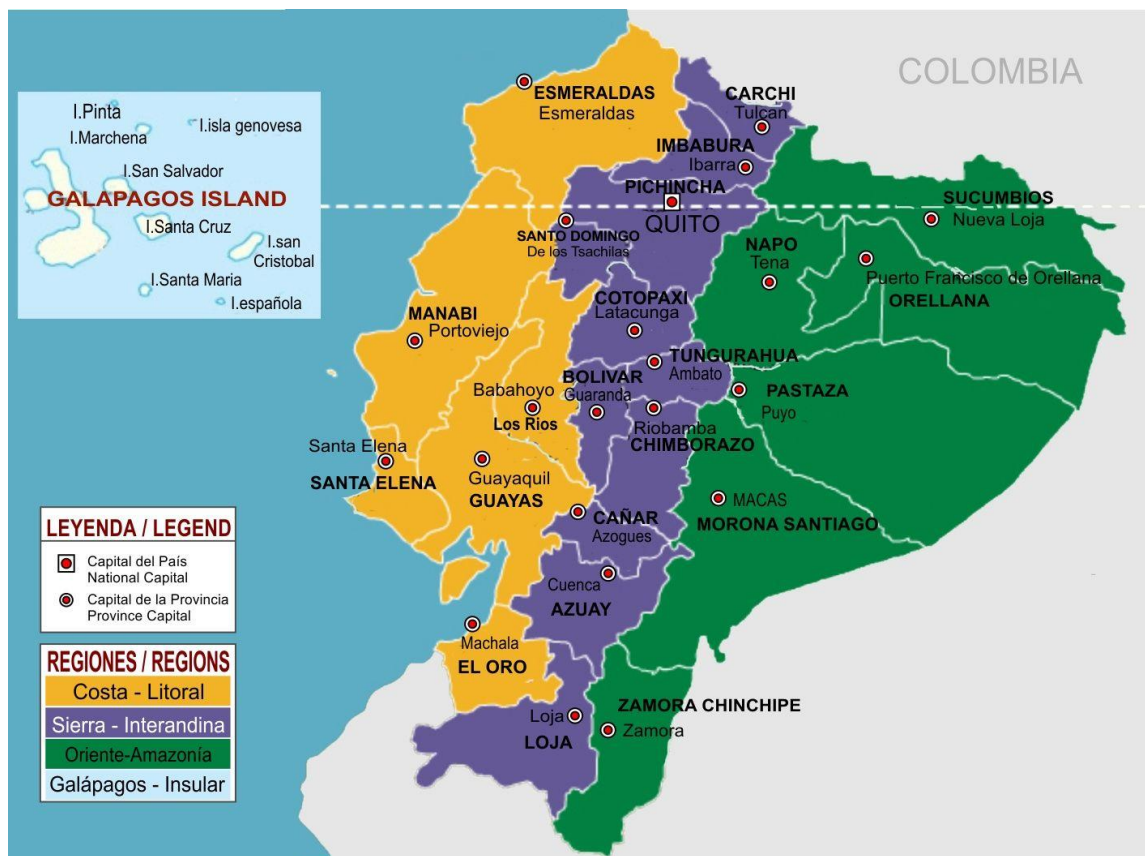 COLOMBIA
ESMERALDAS
Esmeraldas
CARCHI
Tulcan
IMBABURA
Ibarra
PICHINCHA
QUITO
SUCUMBIOS
Nueva Loja
SANTO DOMINGO
De los Tsachilas
NAPO
Tena
Puerto Francisco de Orellana
ORELLANA
COTOPAXI
Latacunga
MANABI
Portoviejo
TUNGURAHUA
Ambato
BOLIVAR
Guaranda
PASTAZA
Puyo
Babahoyo
Los Rios
Riobamba
CHIMBORAZO
Santa Elena
SANTA ELENA
Guayaquil
GUAYAS
MACAS
MORONA SANTIAGO
CAÑAR
Azogues
Cuenca
AZUAY
Machala
EL ORO
Loja
LOJA
ZAMORA CHINCHIPE
Zamora
I.Pinta
I.Marchena
I.isla genovesa
I.San Salvador
GALAPAGOS ISLAND
I.Santa Cruz
I.san
Cristobal
I.Santa Maria
I.española
LEYENDA / LEGEND
Capital del País
National Capital
Capital de la Provincia
Province Capital
REGIONES / REGIONS
Costa - Litoral
Sierra - Interandina
Oriente-Amazonía
Galápagos - Insular